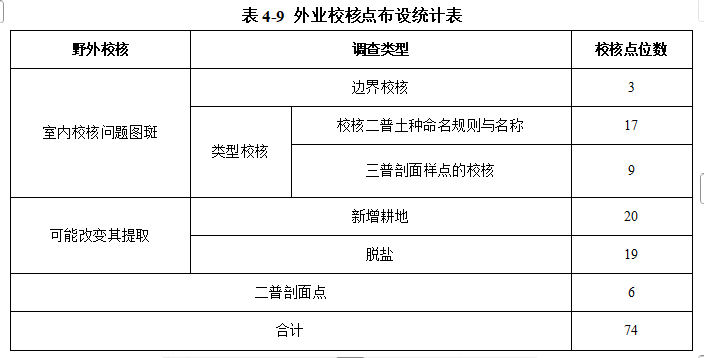 表 4-9 外业校核点布设统计表
野外校核 调查类型 校核点位数
室内校核问题图斑 边界校核 3
类型校核 校核二普土种命名规则与名称 17
三普剖面样点的校核 9
可能改变其提取 新增耕地 20
脱盐 19
二普剖面点 6
合计 74